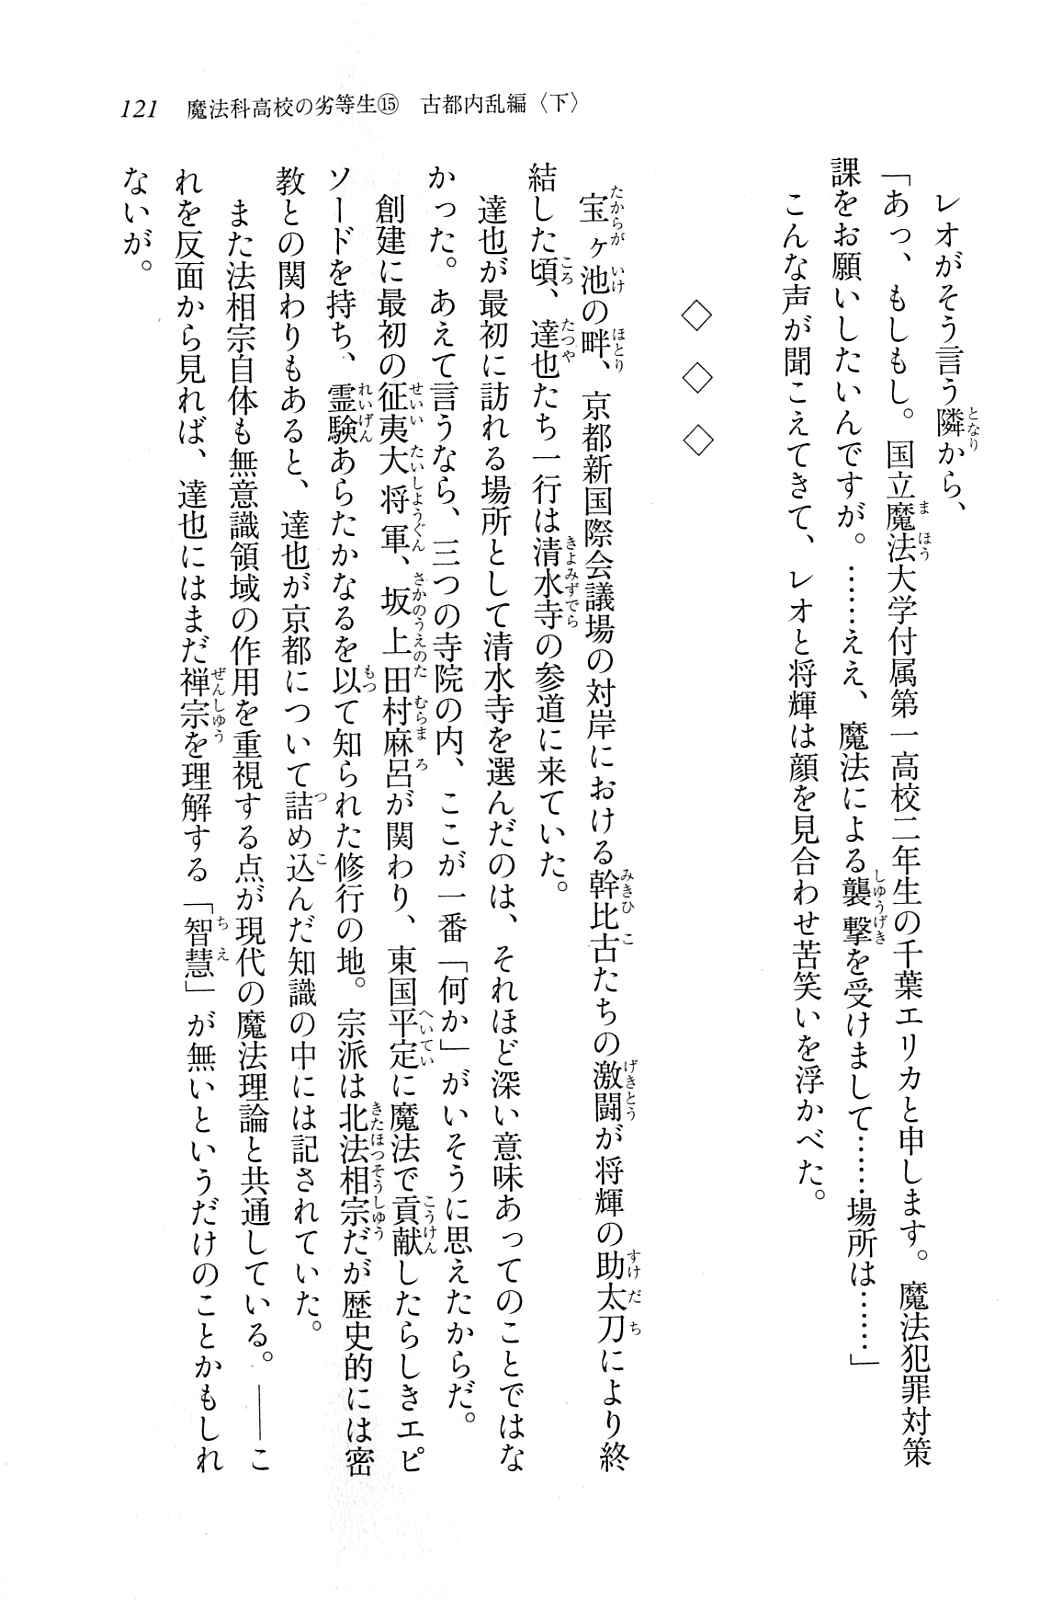 121　魔法科高校の劣等生⑮　古都内乱編〈下〉
　レオがそう言う隣から、
「あっ、もしもし。国立魔法大学付属第一高校二年生の千葉エリカと申します。魔法犯罪対策
課をお願いしたいんですが。……ええ、魔法による襲撃を受けまして……場所は……」
　こんな声が聞こえてきて、レオと将輝は顔を見合わせ苦笑いを浮かべた。
◇　◇　◇
　宝ヶ池の畔、京都新国際会議場の対岸における幹比古たちの激闘が将輝の助太刀により終
結した頃、達也たち一行は清水寺の参道に来ていた。
　達也が最初に訪れる場所として清水寺を選んだのは、それほど深い意味あってのことではな
かった。あえて言うなら、三つの寺院の内、ここが一番「何か」がいそうに思えたからだ。
　創建に最初の征夷大将軍、坂上田村麻呂が関わり、東国平定に魔法で貢献したらしきエピ
ソードを持ち、霊験あらたかなるを以て知られた修行の地。宗派は北法相宗だが歴史的には密
教との関わりもあると、達也が京都について詰め込んだ知識の中には記されていた。
　また法相宗自体も無意識領域の作用を重視する点が現代の魔法理論と共通している。――こ
れを反面から見れば、達也にはまだ禅宗を理解する「智慧」が無いというだけのことかもしれ
ないが。